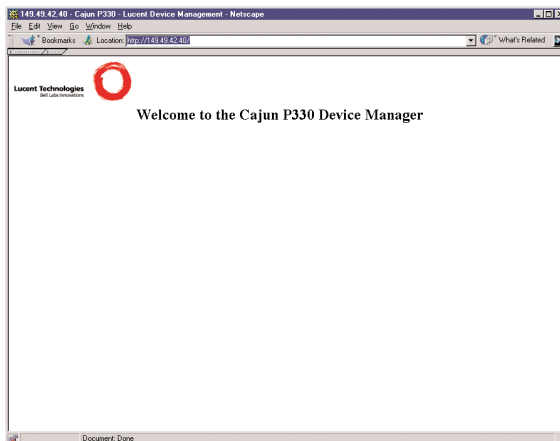 149.49.42.40 - Cajun P330 - Lucent Device Management - Netscape
File Edit View Go Window Help
Bookmarks Location: http://149.49.42.40/ What's Related
Lucent Technologies
Bell Labs Innovations
Welcome to the Cajun P330 Device Manager
Document: Done